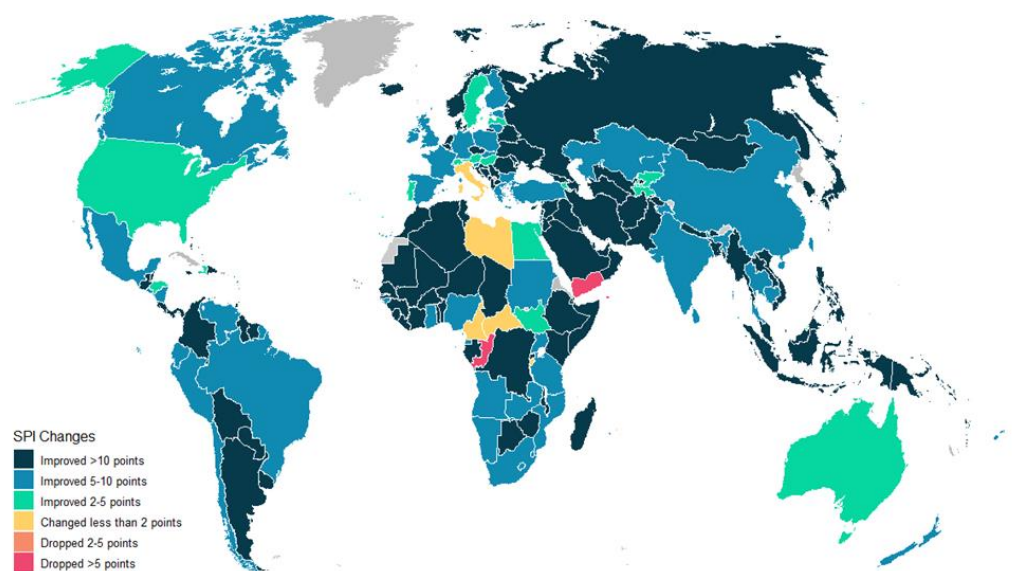 SPI Changes
Improved >10 points
Improved 5-10 points
Improved 2-5 points
Changed less than 2 points
Dropped 2-5 points
Dropped >5 points